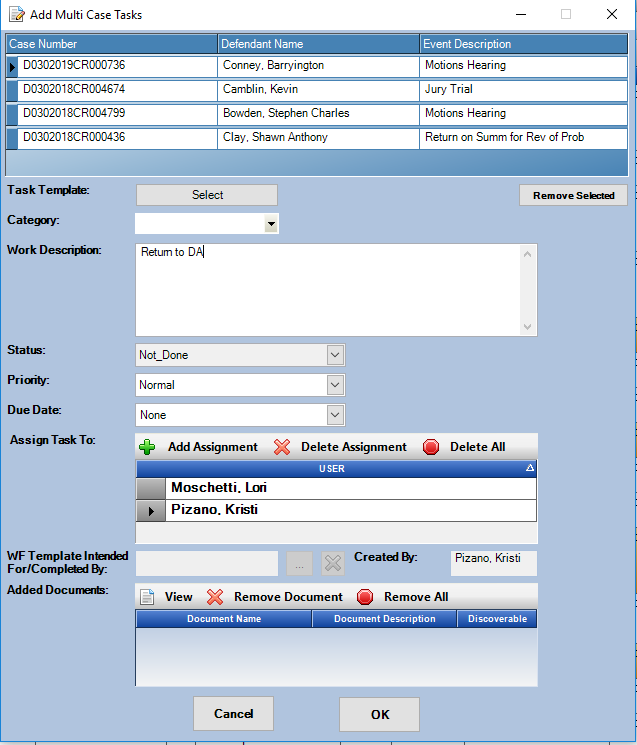 Add Multi Case Tasks
Case Number Defendant Name Event Description
D0302019CR000736 Conney, Barryington Motions Hearing
D0302018CR004674 Camblin, Kevin Jury Trial
D0302018CR004799 Bowden, Stephen Charles Motions Hearing
D0302018CR000436 Clay, Shawn Anthony Return on Summ for Rev of Prob
Task Template: Select Remove Selected
Category:
Work Description: Return to DA
Status: Not_Done
Priority: Normal
Due Date: None
Assign Task To: Add Assignment Delete Assignment Delete All
USER
Moschetti, Lori
Pizano, Kristi
WF Template Intended
For/Completed By: ... Created By: Pizano, Kristi
Added Documents: View Remove Document Remove All
Document Name Document Description Discoverable
Cancel OK